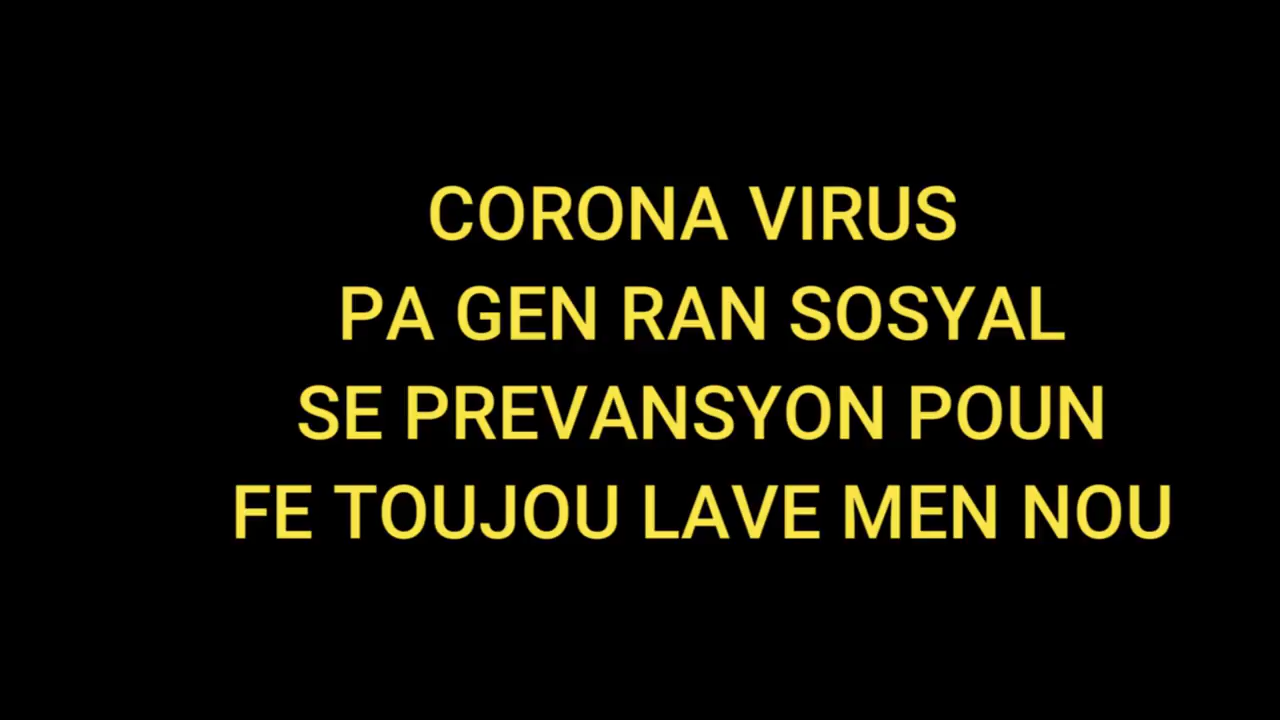 CORONA VIRUS
PA GEN RAN SOSYAL
SE PREVANSYON POUN
FE TOUJOU LAVE MEN NOU